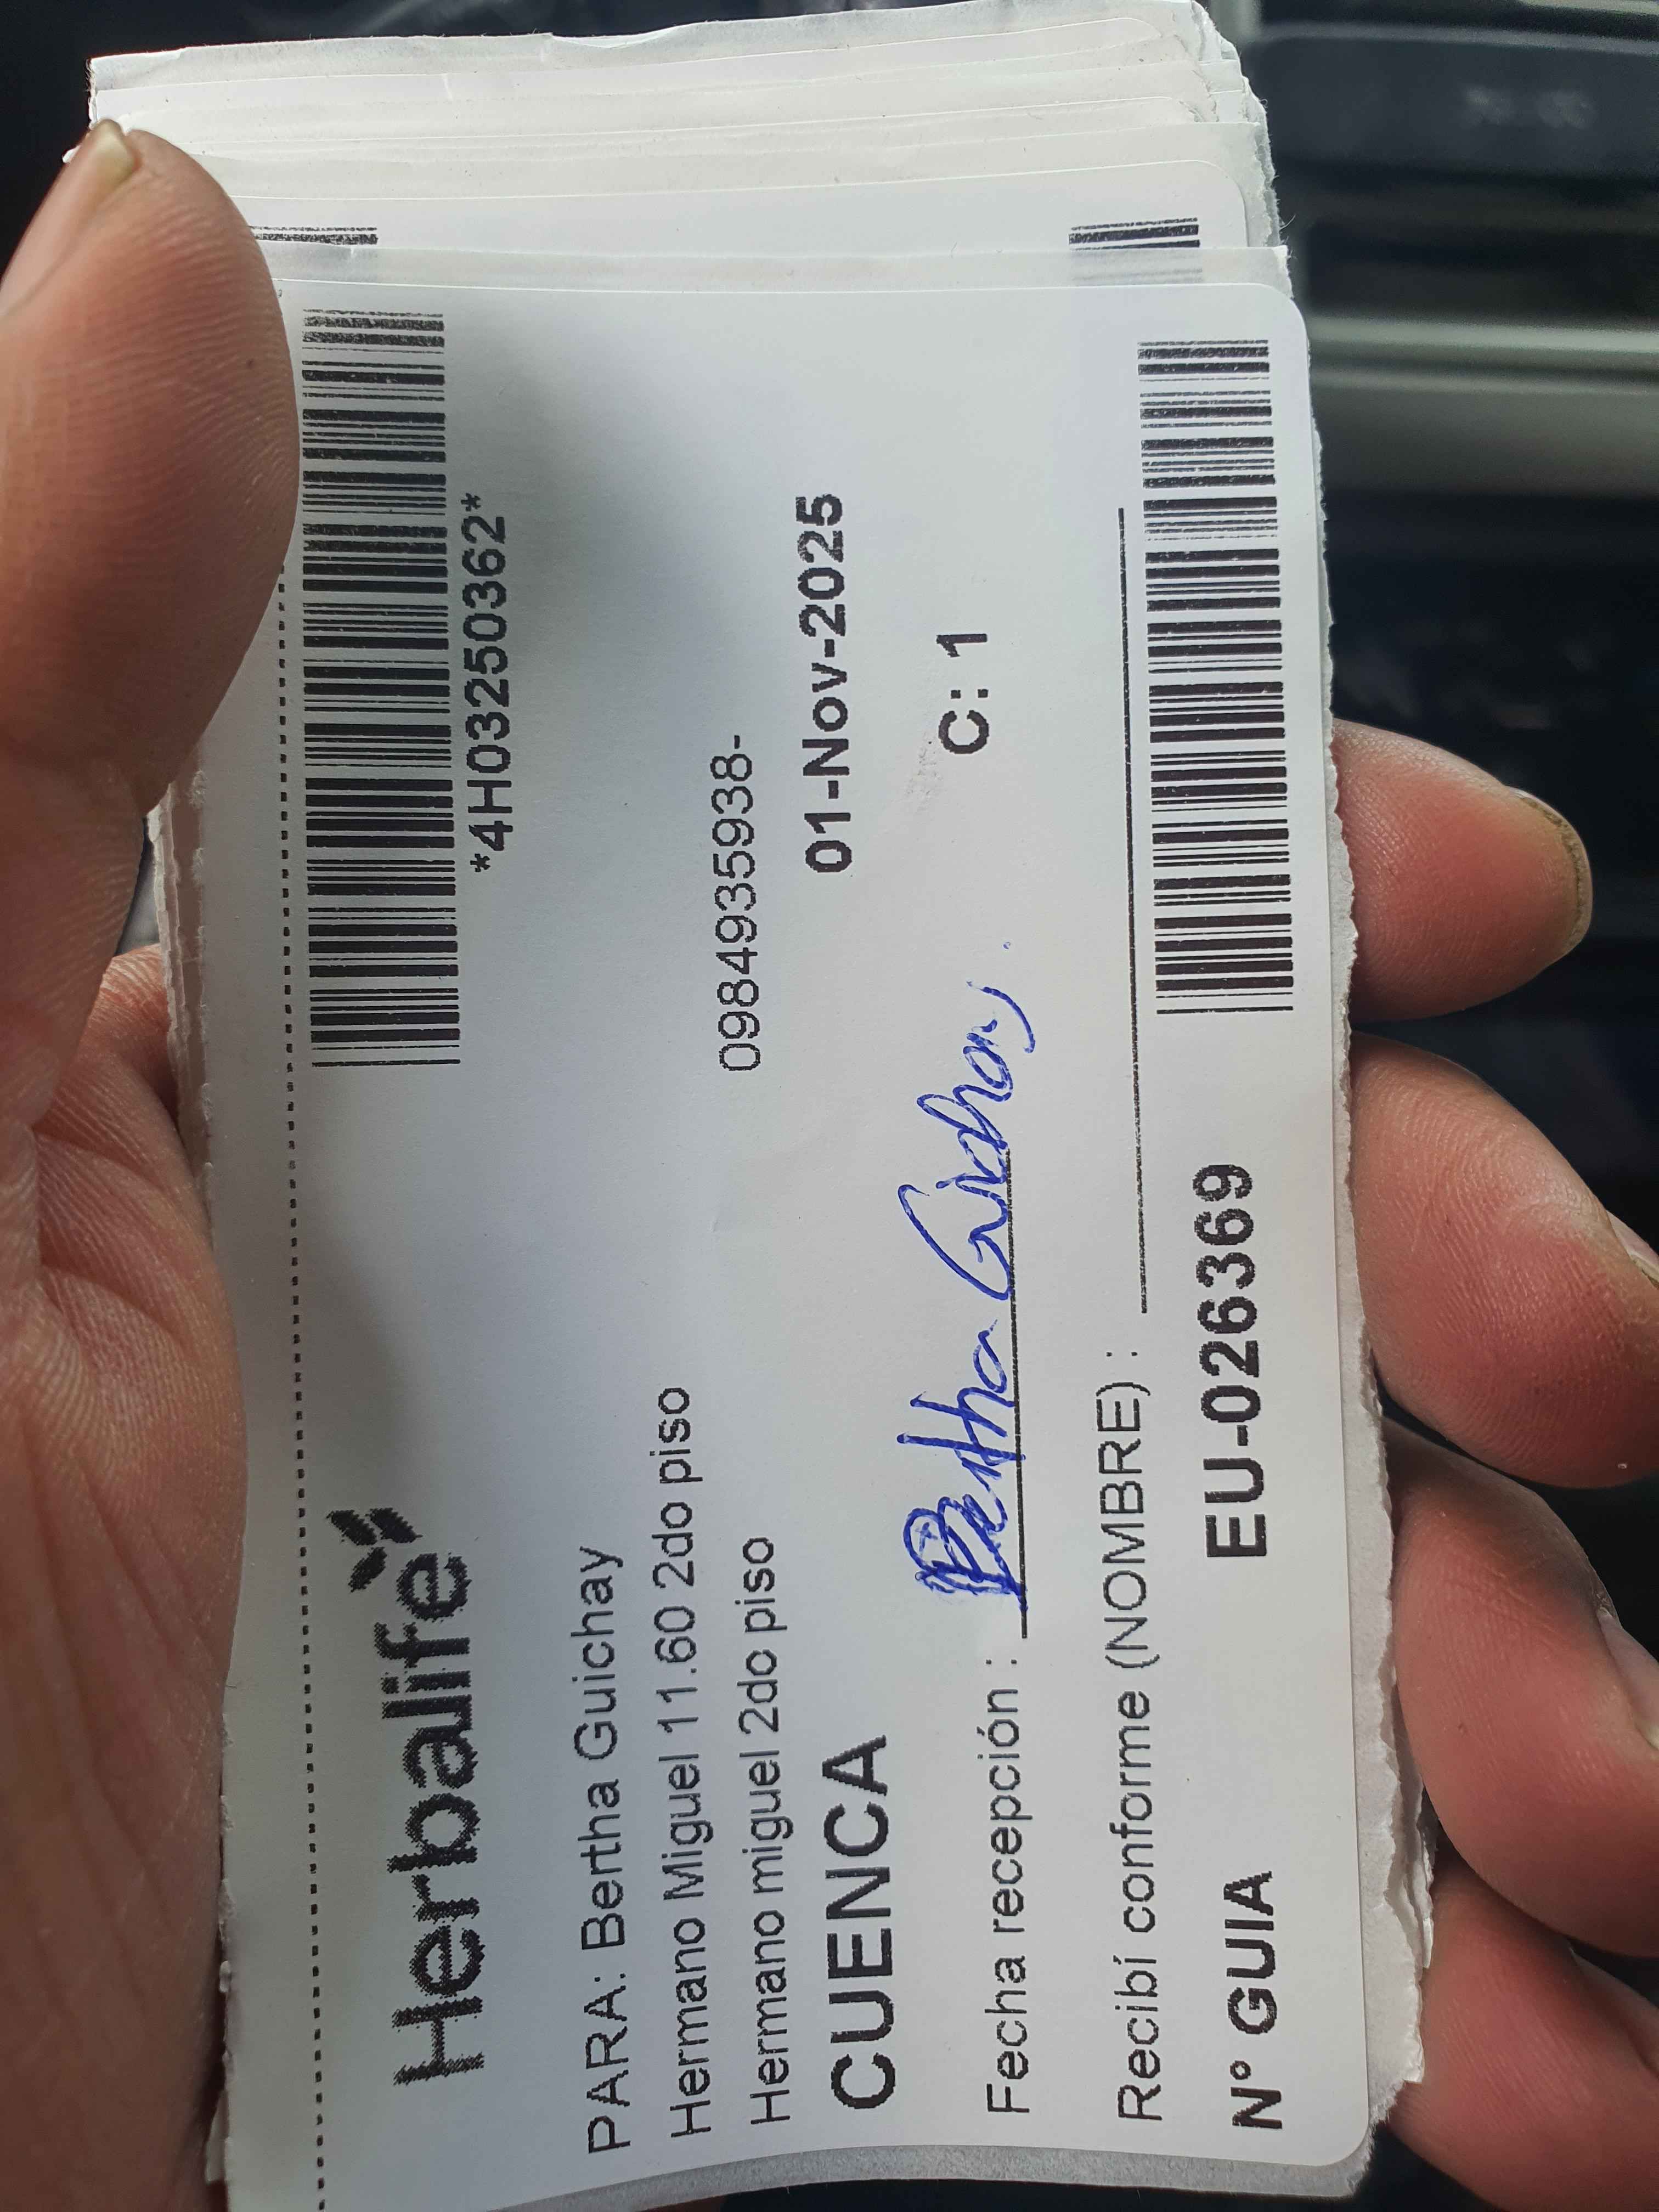 Herbalife
*4H03250362*
PARA: Bertha Guichay
Hermano Miguel 11.60 2do piso
Hermano miguel 2do piso 0984935938-
CUENCA 01-Nov-2025
Fecha recepción : Bertha Guichay C: 1
Recibí conforme (NOMBRE) :
N° GUIA EU-026369